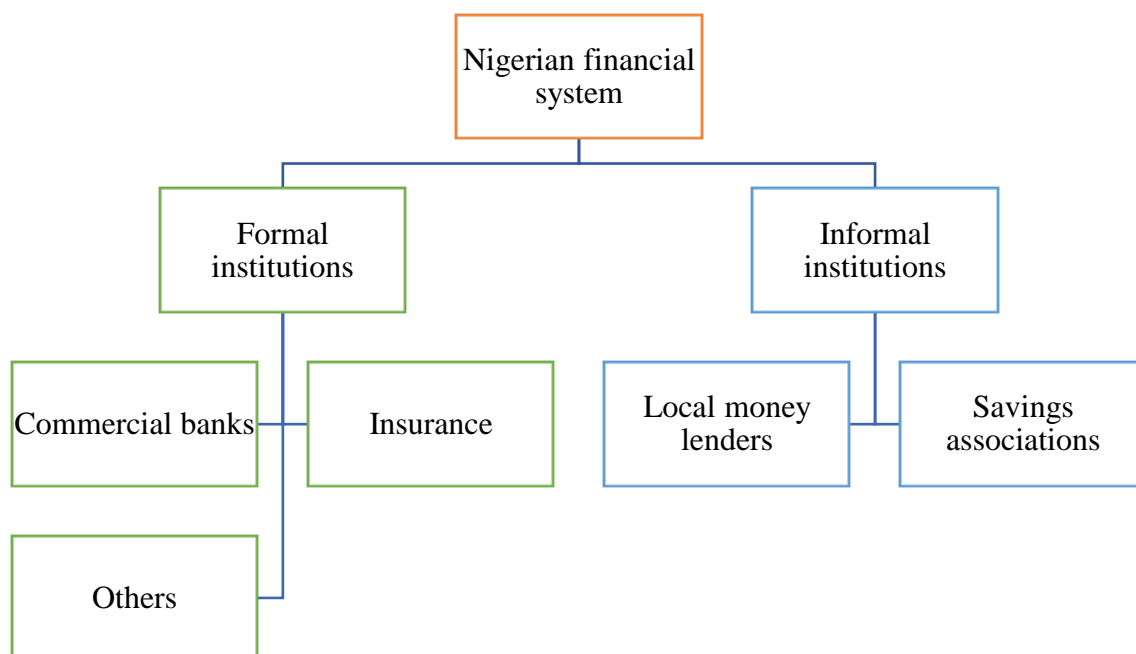 Nigerian financial
system
Formal
institutions
Informal
institutions
Commercial banks
Insurance
Local money
lenders
Savings
associations
Others